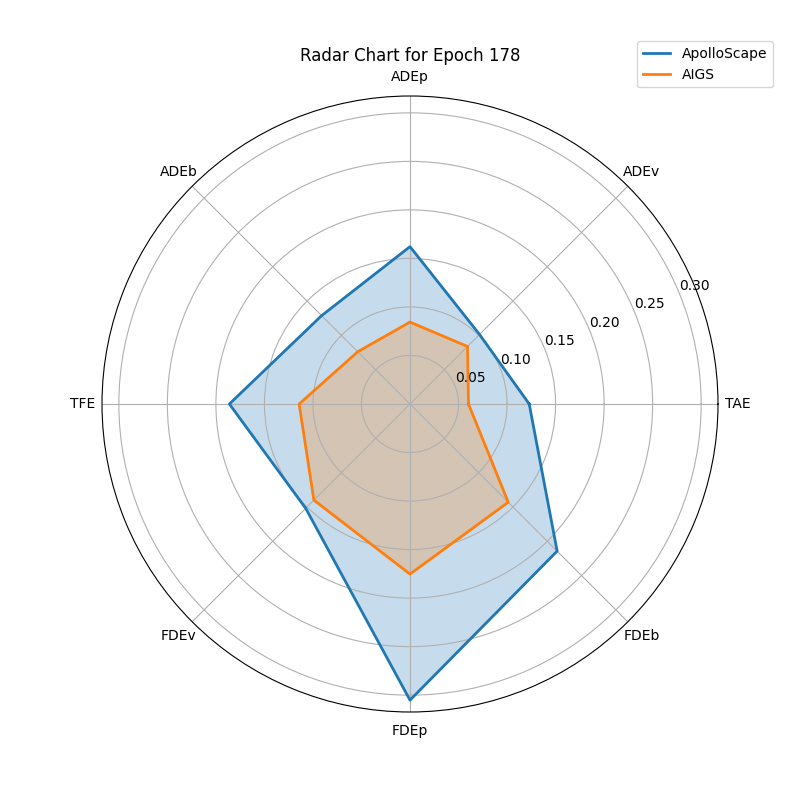 Radar Chart for Epoch 178
ApolloScape
AIGS
ADEp
ADEb
ADEv
0.30
0.25
0.20
0.15
0.10
0.05
TFE
TAE
FDEv
FDEb
FDEp